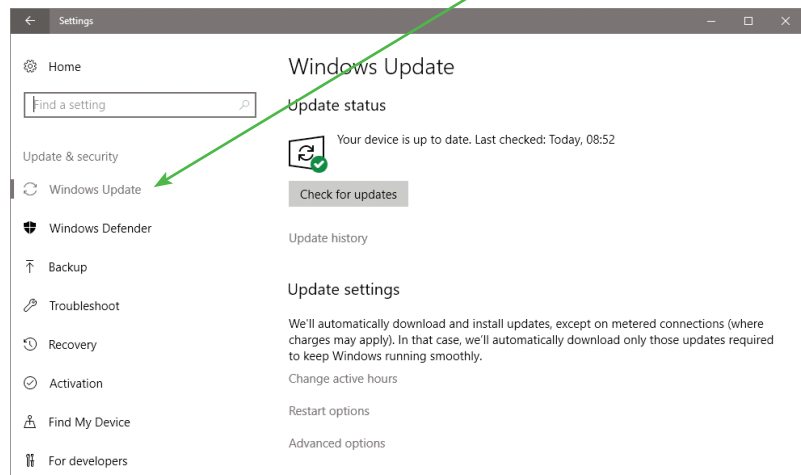 Settings
Home
Find a setting
Update & security
Windows Update
Windows Defender
Backup
Troubleshoot
Recovery
Activation
Find My Device
For developers
Windows Update
Update status
Your device is up to date. Last checked: Today, 08:52
Check for updates
Update history
Update settings
We'll automatically download and install updates, except on metered connections (where
charges may apply). In that case, we'll automatically download only those updates required
to keep Windows running smoothly.
Change active hours
Restart options
Advanced options